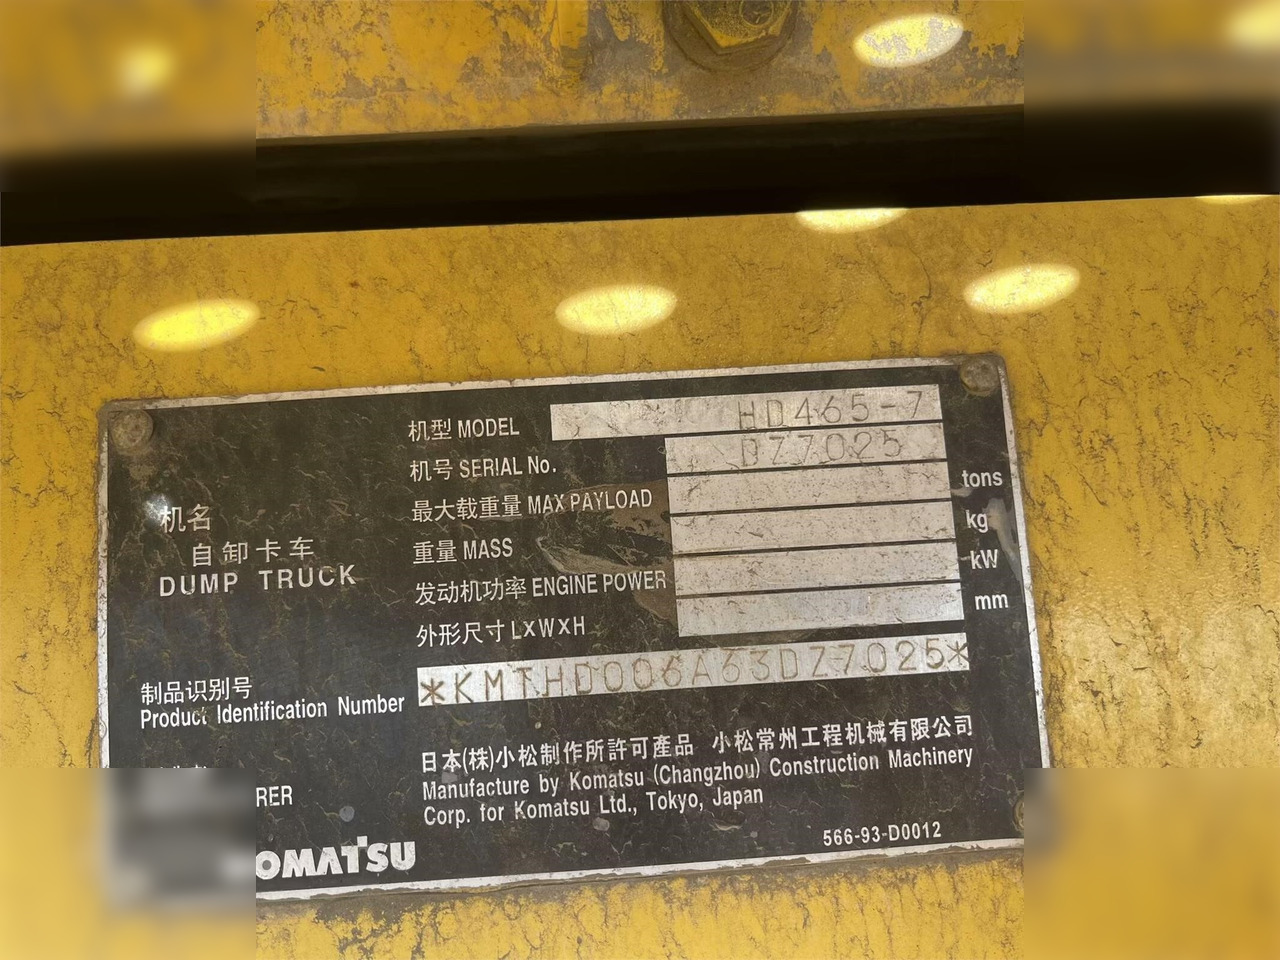 机型 MODEL HD465-7
机号 SERIAL No. DZ7025
最大载重量 MAX PAYLOAD tons
重量 MASS kg
发动机功率 ENGINE POWER kW
外形尺寸 L×W×H mm
机名
自卸卡车
DUMP TRUCK
制品识别号
Product Identification Number
*KMTHD006A63DZ7025*
日本(株)小松制作所許可産品 小松常州工程机械有限公司
Manufacture by Komatsu (Changzhou) Construction Machinery
Corp. for Komatsu Ltd., Tokyo, Japan
RER
OMATSU
566-93-D0012